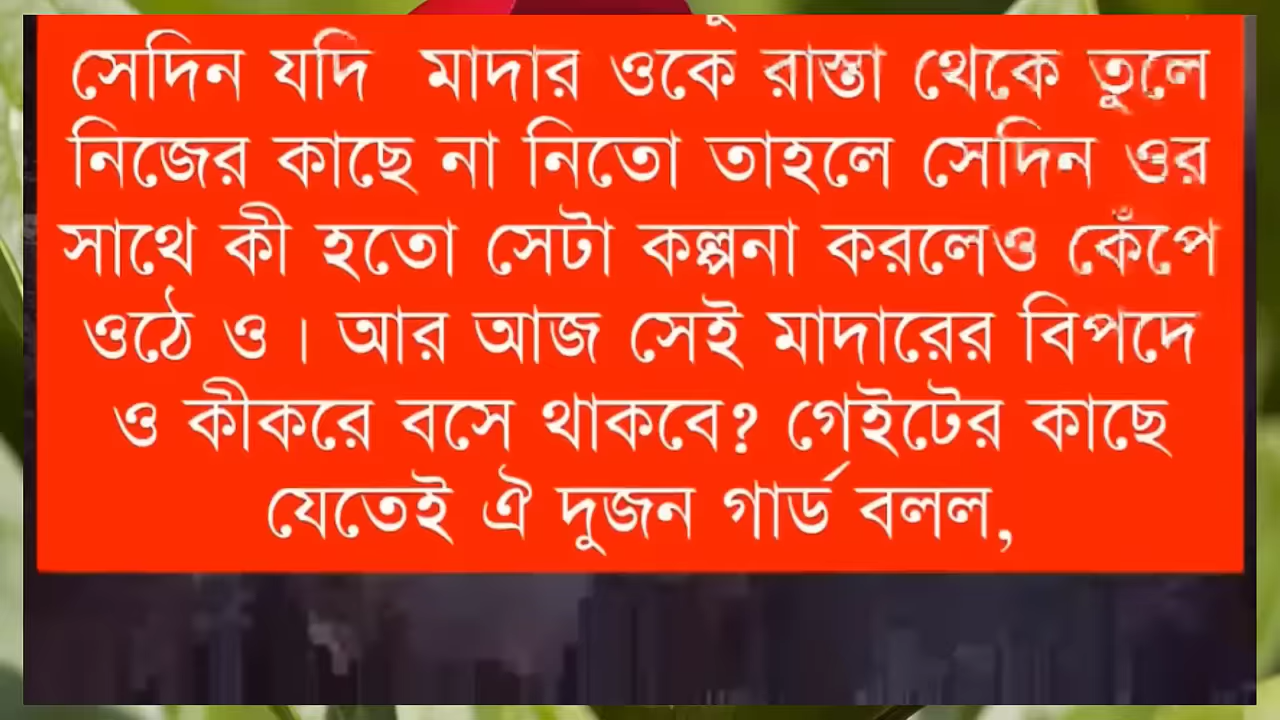 সেদিন যদি মাদার ওকে রাস্তা থেকে তুলে
নিজের কাছে না নিতো তাহলে সেদিন ওর
সাথে কী হতো সেটা কল্পনা করলেও কেঁপে
ওঠে ও । আর আজ সেই মাদারের বিপদে
ও কীকরে বসে থাকবে? গেইটের কাছে
যেতেই ঐ দুজন গার্ড বলল,